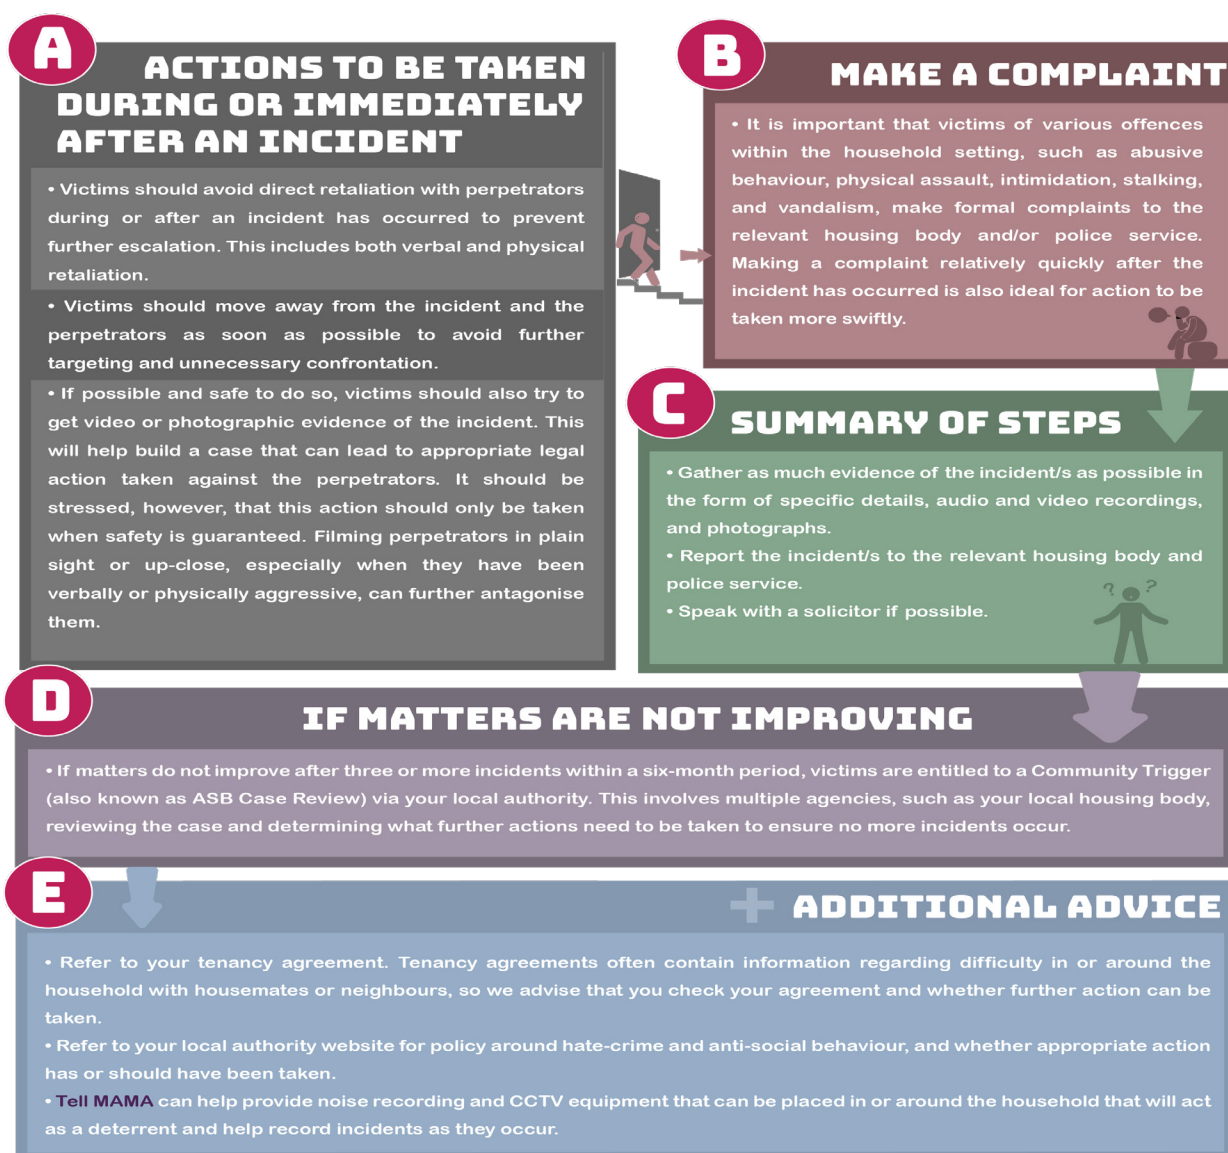 A
ACTIONS TO BE TAKEN
DURING OR IMMEDIATELY
AFTER AN INCIDENT
• Victims should avoid direct retaliation with perpetrators
during or after an incident has occurred to prevent
further escalation. This includes both verbal and physical
retaliation.
• Victims should move away from the incident and the
perpetrators as soon as possible to avoid further
targeting and unnecessary confrontation.
• If possible and safe to do so, victims should also try to
get video or photographic evidence of the incident. This
will help build a case that can lead to appropriate legal
action taken against the perpetrators. It should be
stressed, however, that this action should only be taken
when safety is guaranteed. Filming perpetrators in plain
sight or up-close, especially when they have been
verbally or physically aggressive, can further antagonise
them.
B
MAKE A COMPLAINT
• It is important that victims of various offences
within the household setting, such as abusive
behaviour, physical assault, intimidation, stalking,
and vandalism, make formal complaints to the
relevant housing body and/or police service.
Making a complaint relatively quickly after the
incident has occurred is also ideal for action to be
taken more swiftly.
C
SUMMARY OF STEPS
• Gather as much evidence of the incident/s as possible in
the form of specific details, audio and video recordings,
and photographs.
• Report the incident/s to the relevant housing body and
police service.
• Speak with a solicitor if possible.
? ?
D
IF MATTERS ARE NOT IMPROVING
• If matters do not improve after three or more incidents within a six-month period, victims are entitled to a Community Trigger
(also known as ASB Case Review) via your local authority. This involves multiple agencies, such as your local housing body,
reviewing the case and determining what further actions need to be taken to ensure no more incidents occur.
E
+ ADDITIONAL ADVICE
• Refer to your tenancy agreement. Tenancy agreements often contain information regarding difficulty in or around the
household with housemates or neighbours, so we advise that you check your agreement and whether further action can be
taken.
• Refer to your local authority website for policy around hate-crime and anti-social behaviour, and whether appropriate action
has or should have been taken.
• Tell MAMA can help provide noise recording and CCTV equipment that can be placed in or around the household that will act
as a deterrent and help record incidents as they occur.